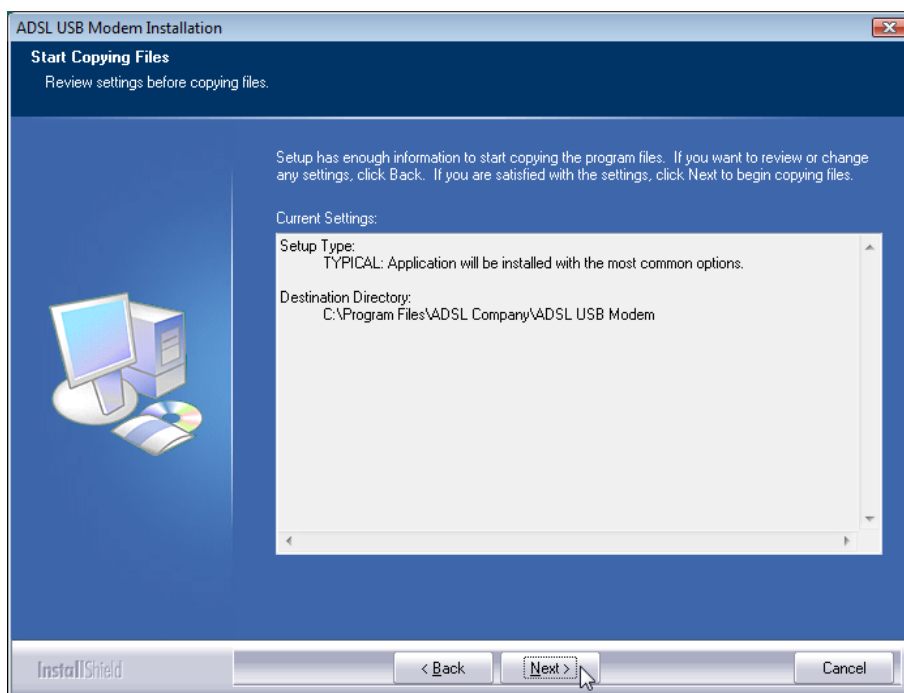 ADSL USB Modem Installation
Start Copying Files
Review settings before copying files.
Setup has enough information to start copying the program files.  If you want to review or change
any settings, click Back.  If you are satisfied with the settings, click Next to begin copying files.
Current Settings:
Setup Type:
TYPICAL: Application will be installed with the most common options.
Destination Directory:
C:\Program Files\ADSL Company\ADSL USB Modem
InstallShield
< Back
Next >
Cancel